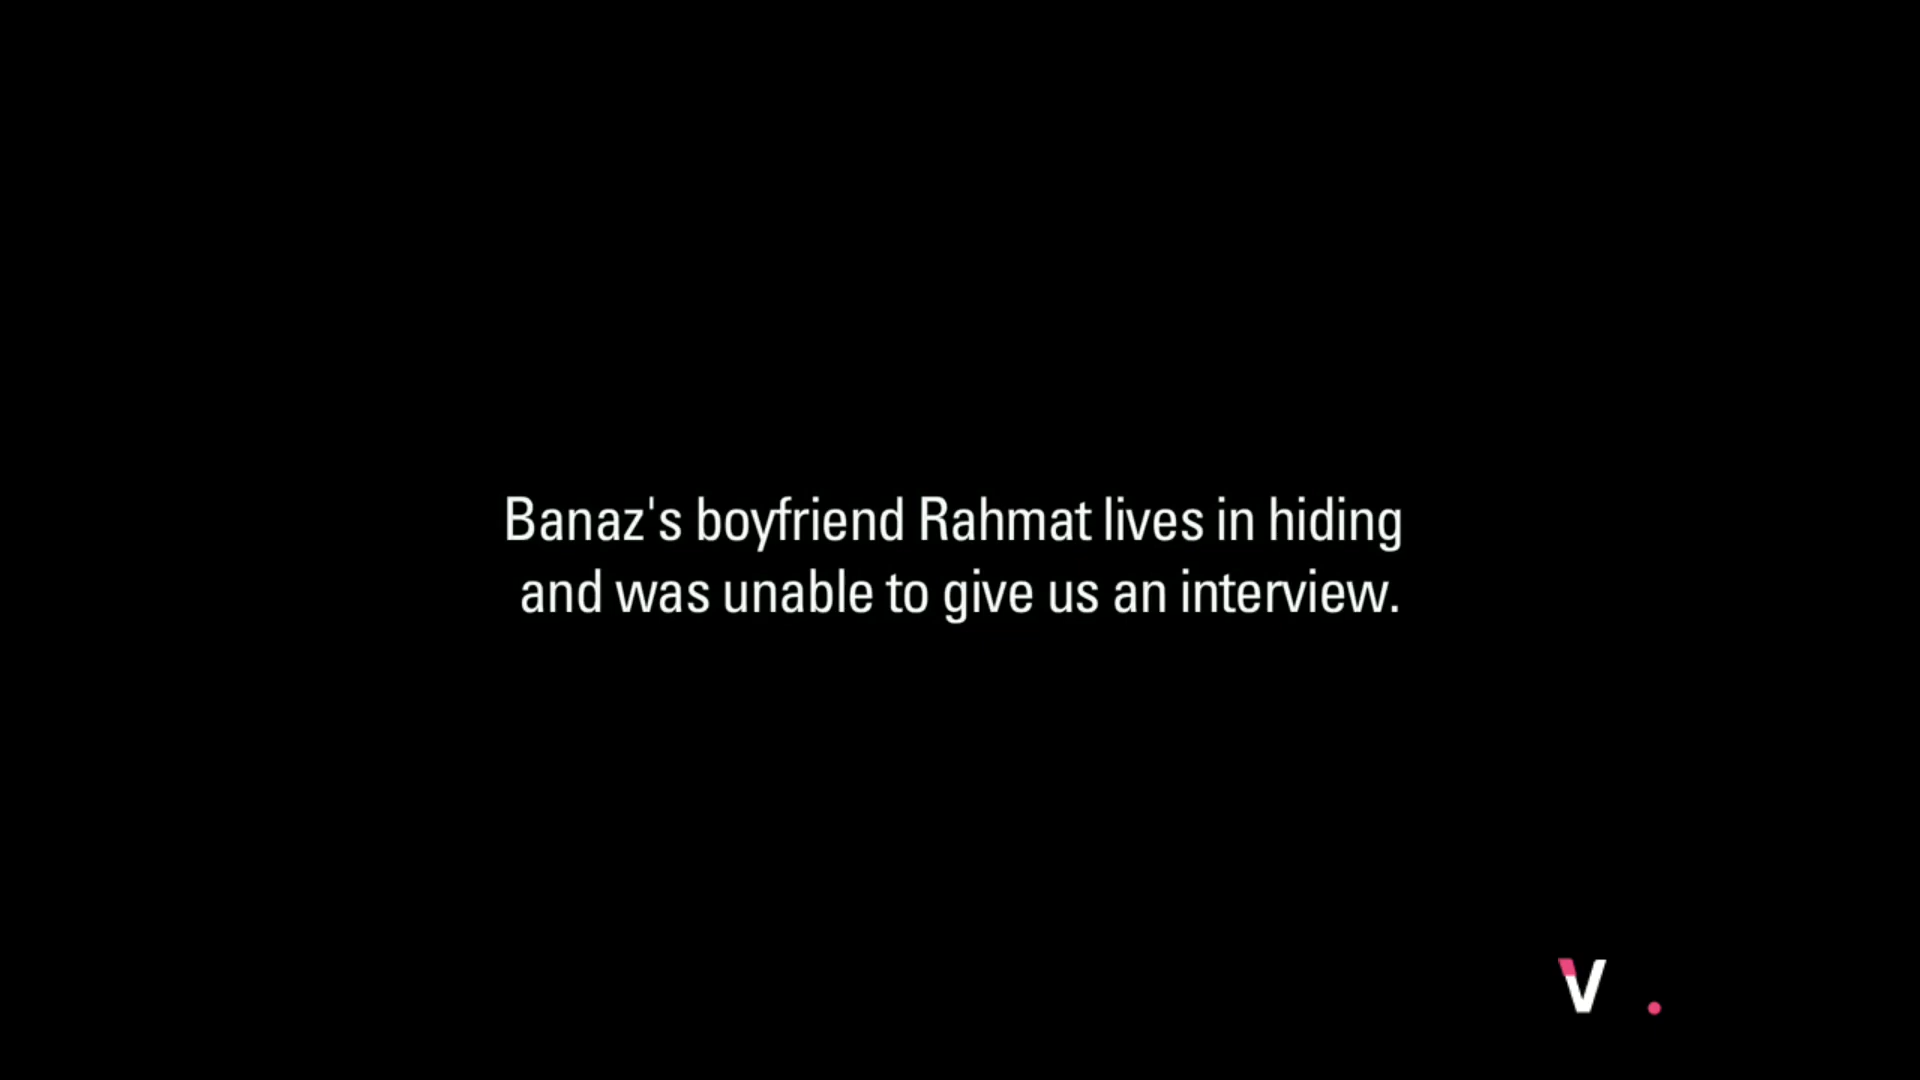 Banaz's boyfriend Rahmat lives in hiding
and was unable to give us an interview.
V .